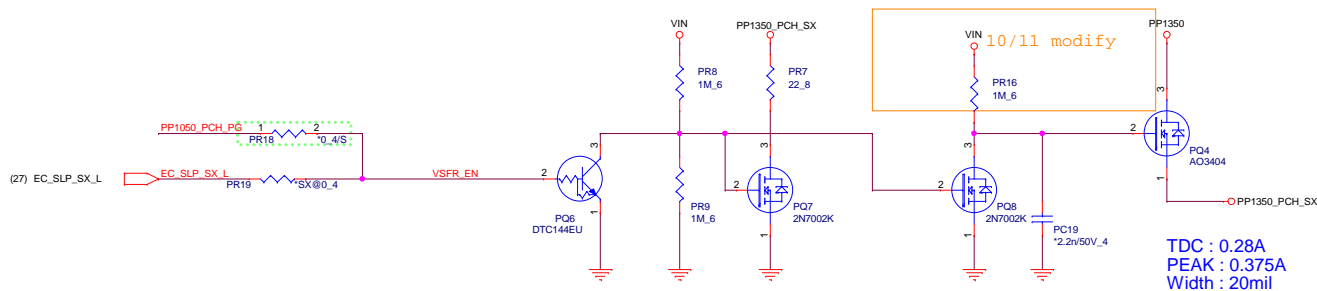 VIN
PP1350_PCH_SX
VIN
10/11 modify
PP1350
PR8
1M_6
PR7
22_8
PR16
1M_6
3
PP1050_PCH_PG
1
2
PR18
*0_4/S
3
3
3
2
PQ4
AO3404
(27) EC_SLP_SX_L
EC_SLP_SX_L
PR19
*SX@0_4
VSFR_EN
2
PQ6
DTC144EU
1
PR9
1M_6
2
PQ7
2N7002K
1
2
PQ8
2N7002K
1
PC19
*2.2n/50V_4
1
PP1350_PCH_SX
TDC : 0.28A
PEAK : 0.375A
Width : 20mil